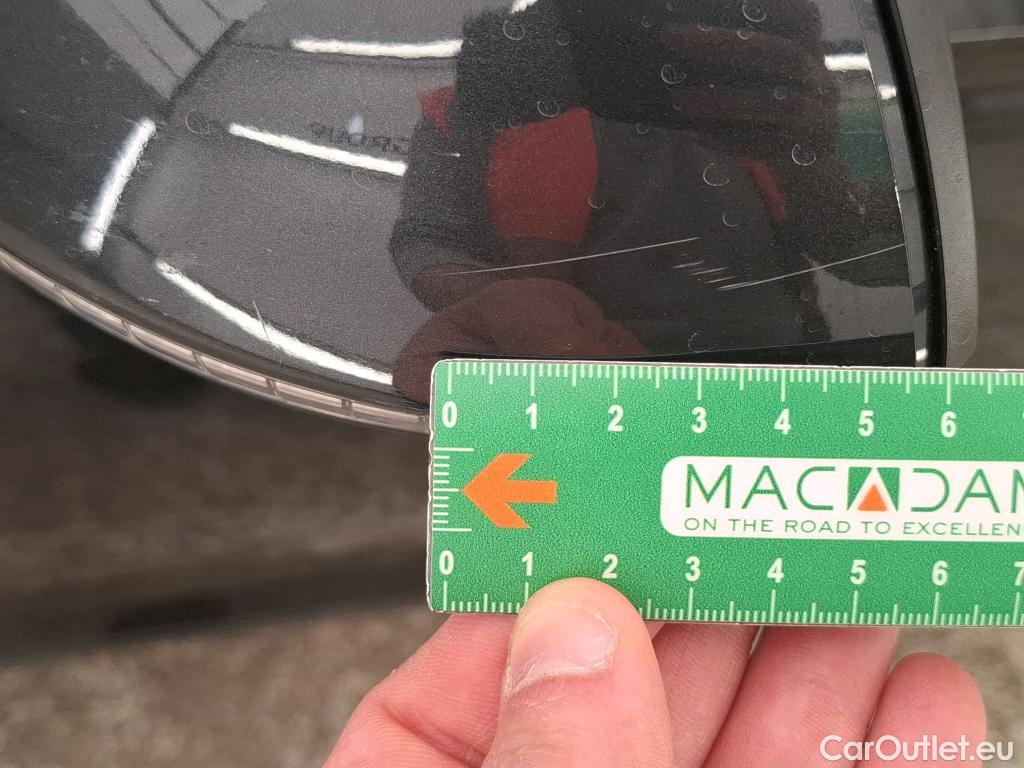 GROUP
0 1 2 3 4 5 6
MACADAM
ON THE ROAD TO EXCELLEN
0 1 2 3 4 5 6 7
CarOutlet.eu